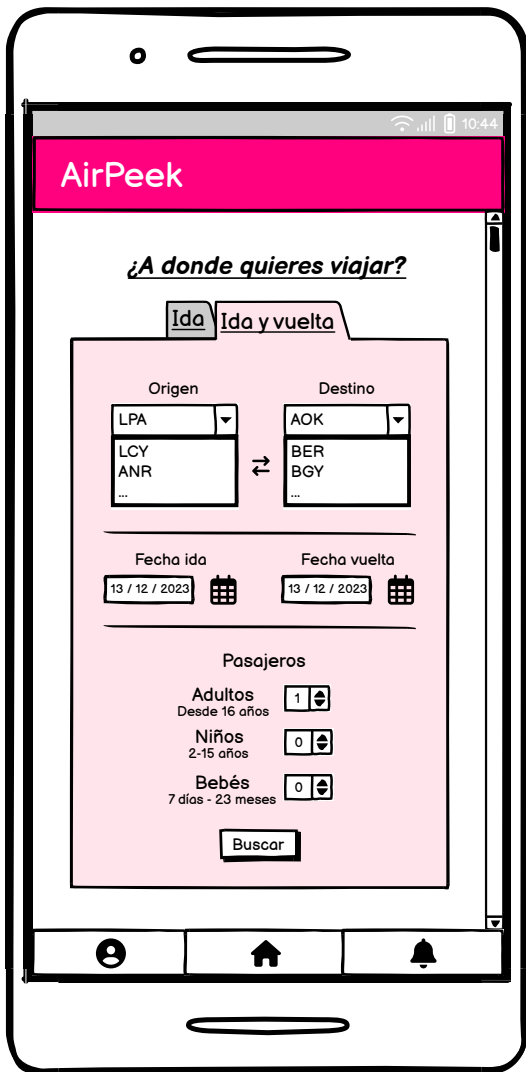 10:44
AirPeek
¿A donde quieres viajar?
Ida Ida y vuelta
Origen Destino
LPA AOK
LCY BER
ANR BGY
... ...
Fecha ida Fecha vuelta
13 / 12 / 2023 13 / 12 / 2023
Pasajeros
Adultos 1
Desde 16 años
Niños 0
2-15 años
Bebés 0
7 días - 23 meses
Buscar